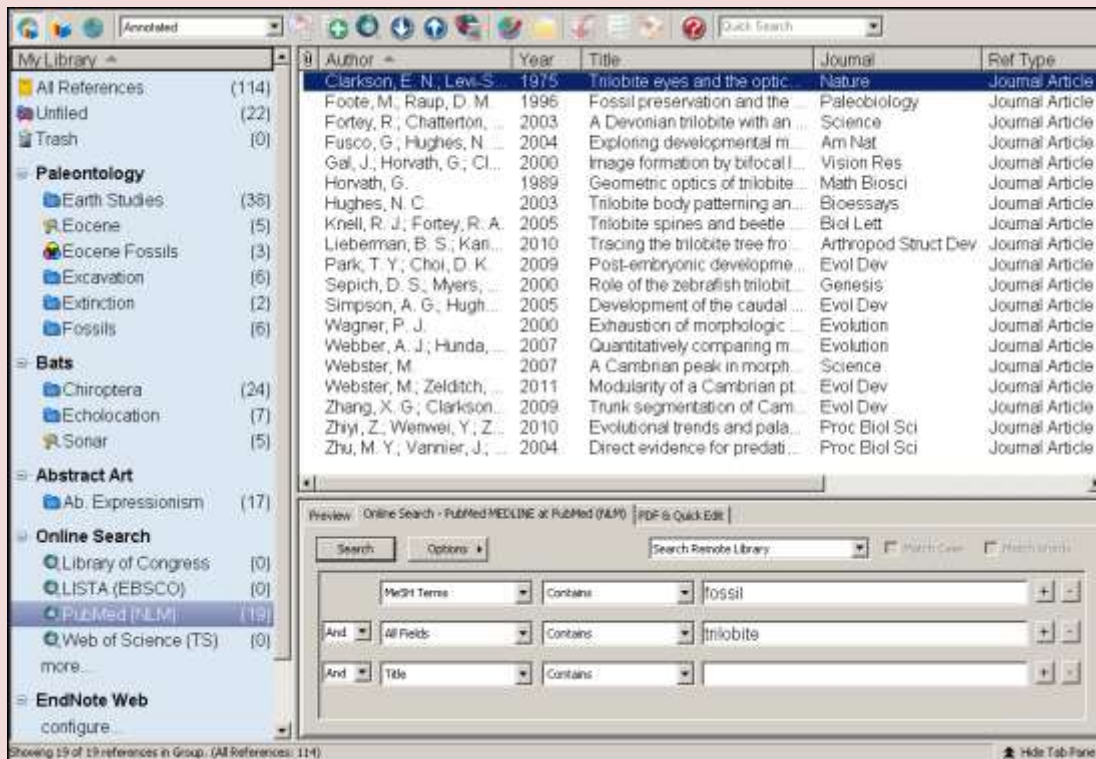 Annotated
Quick Search
My Library
All References (114)
Unfiled (22)
Trash (0)
Paleontology
Earth Studies (38)
Eocene (5)
Eocene Fossils (3)
Excavation (6)
Extinction (2)
Fossils (6)
Bats
Chiroptera (24)
Echolocation (7)
Sonar (5)
Abstract Art
Ab. Expressionism (17)
Online Search
Library of Congress (0)
LISTA (EBSCO) (0)
PubMed (NLM) (19)
Web of Science (TS) (0)
more...
EndNote Web
configure...
Author Year Title Journal Ref Type
Clarkson, E. N.; Levi-S... 1975 Trilobite eyes and the optic... Nature Journal Article
Foote, M.; Raup, D. M. 1996 Fossil preservation and the ... Paleobiology Journal Article
Fortey, R.; Chatterton, ... 2003 A Devonian trilobite with an ... Science Journal Article
Fusco, G.; Hughes, N. ... 2004 Exploring developmental m... Am Nat Journal Article
Gal, J.; Horvath, G.; Cl... 2000 Image formation by bifocal l... Vision Res Journal Article
Horvath, G. 1989 Geometric optics of trilobite... Math Biosci Journal Article
Hughes, N. C. 2003 Trilobite body patterning an... Bioessays Journal Article
Knell, R. J.; Fortey, R. A. 2005 Trilobite spines and beetle ... Biol Lett Journal Article
Lieberman, B. S.; Kari... 2010 Tracing the trilobite tree fro... Arthropod Struct Dev Journal Article
Park, T. Y.; Choi, D. K. 2009 Post-embryonic developme... Evol Dev Journal Article
Sepich, D. S.; Myers, ... 2000 Role of the zebrafish trilobit... Genesis Journal Article
Simpson, A. G.; Hugh... 2005 Development of the caudal ... Evol Dev Journal Article
Wagner, P. J. 2000 Exhaustion of morphologic ... Evolution Journal Article
Webber, A. J.; Hunda, ... 2007 Quantitatively comparing m... Evolution Journal Article
Webster, M. 2007 A Cambrian peak in morph... Science Journal Article
Webster, M.; Zelditch, ... 2011 Modularity of a Cambrian pt... Evol Dev Journal Article
Zhang, X. G.; Clarkson... 2009 Trunk segmentation of Cam... Evol Dev Journal Article
Zhiyi, Z.; Wenwei, Y.; Z... 2010 Evolutional trends and pala... Proc Biol Sci Journal Article
Zhu, M. Y.; Vannier, J.; ... 2004 Direct evidence for predati... Proc Biol Sci Journal Article
Preview Online Search - PubMed MEDLINE at PubMed (NLM) PDF & Quick Edit
Search Options Search Remote Library Match Case Match Words
MeSH Terms Contains fossil + -
And All Fields Contains trilobite + -
And Title Contains + -
Showing 19 of 19 references in Group. (All References: 114) Hide Tab Pane